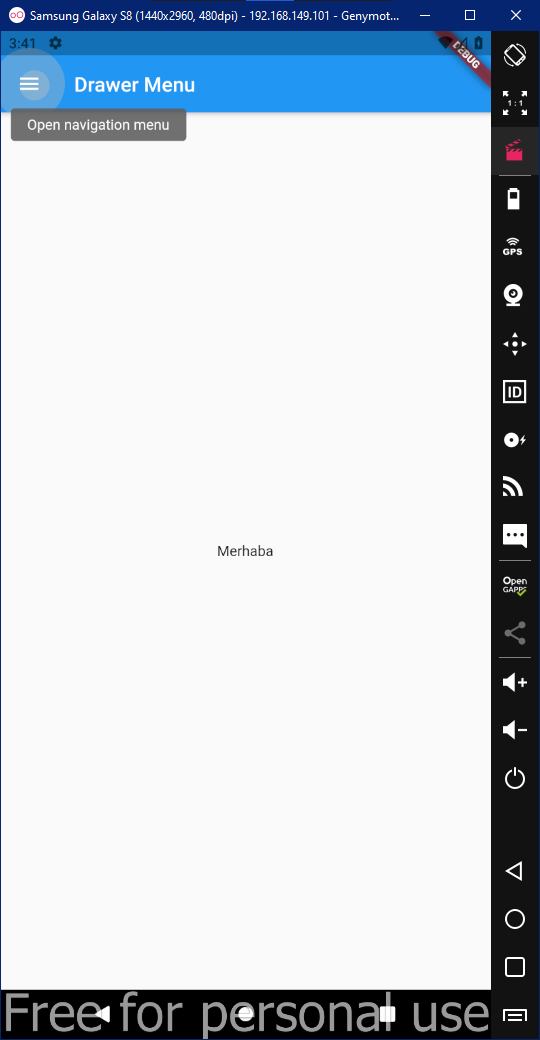 Samsung Galaxy S8 (1440x2960, 480dpi) - 192.168.149.101 - Genymot...
3:41
DEBUG
Drawer Menu
Open navigation menu
1:1
GPS
ID
Merhaba
Open
GAPPS
Free for personal use